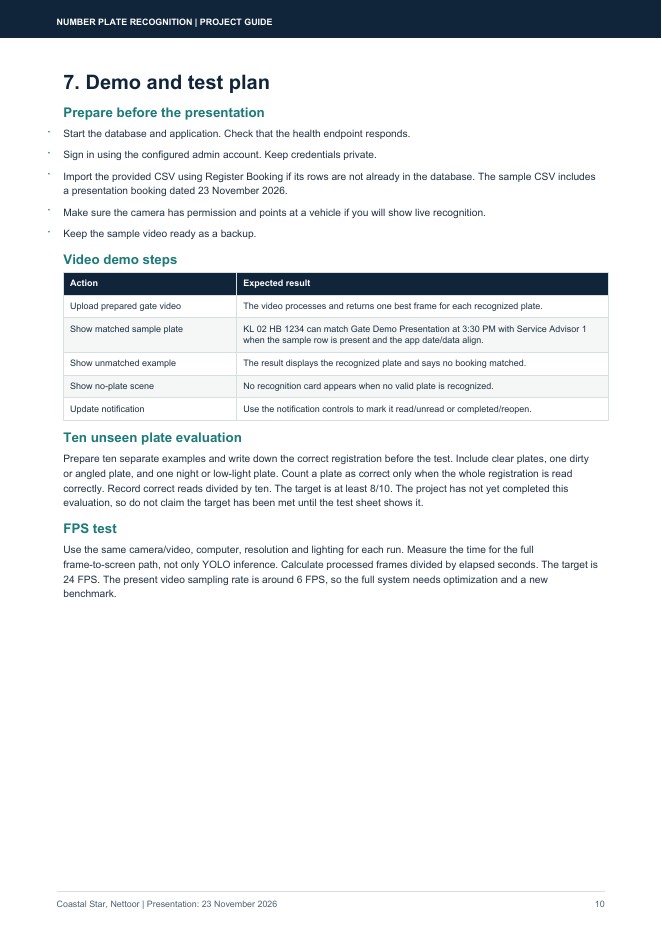 NUMBER PLATE RECOGNITION | PROJECT GUIDE
7. Demo and test plan
Prepare before the presentation
Start the database and application. Check that the health endpoint responds.
Sign in using the configured admin account. Keep credentials private.
Import the provided CSV using Register Booking if its rows are not already in the database. The sample CSV includes
a presentation booking dated 23 November 2026.
Make sure the camera has permission and points at a vehicle if you will show live recognition.
Keep the sample video ready as a backup.
Video demo steps
Action Expected result
Upload prepared gate video The video processes and returns one best frame for each recognized plate.
Show matched sample plate KL 02 HB 1234 can match Gate Demo Presentation at 3:30 PM with Service Advisor 1
when the sample row is present and the app date/data align.
Show unmatched example The result displays the recognized plate and says no booking matched.
Show no-plate scene No recognition card appears when no valid plate is recognized.
Update notification Use the notification controls to mark it read/unread or completed/reopen.
Ten unseen plate evaluation
Prepare ten separate examples and write down the correct registration before the test. Include clear plates, one dirty
or angled plate, and one night or low-light plate. Count a plate as correct only when the whole registration is read
correctly. Record correct reads divided by ten. The target is at least 8/10. The project has not yet completed this
evaluation, so do not claim the target has been met until the test sheet shows it.
FPS test
Use the same camera/video, computer, resolution and lighting for each run. Measure the time for the full
frame-to-screen path, not only YOLO inference. Calculate processed frames divided by elapsed seconds. The target is
24 FPS. The present video sampling rate is around 6 FPS, so the full system needs optimization and a new
benchmark.
Coastal Star, Nettoor | Presentation: 23 November 2026 10